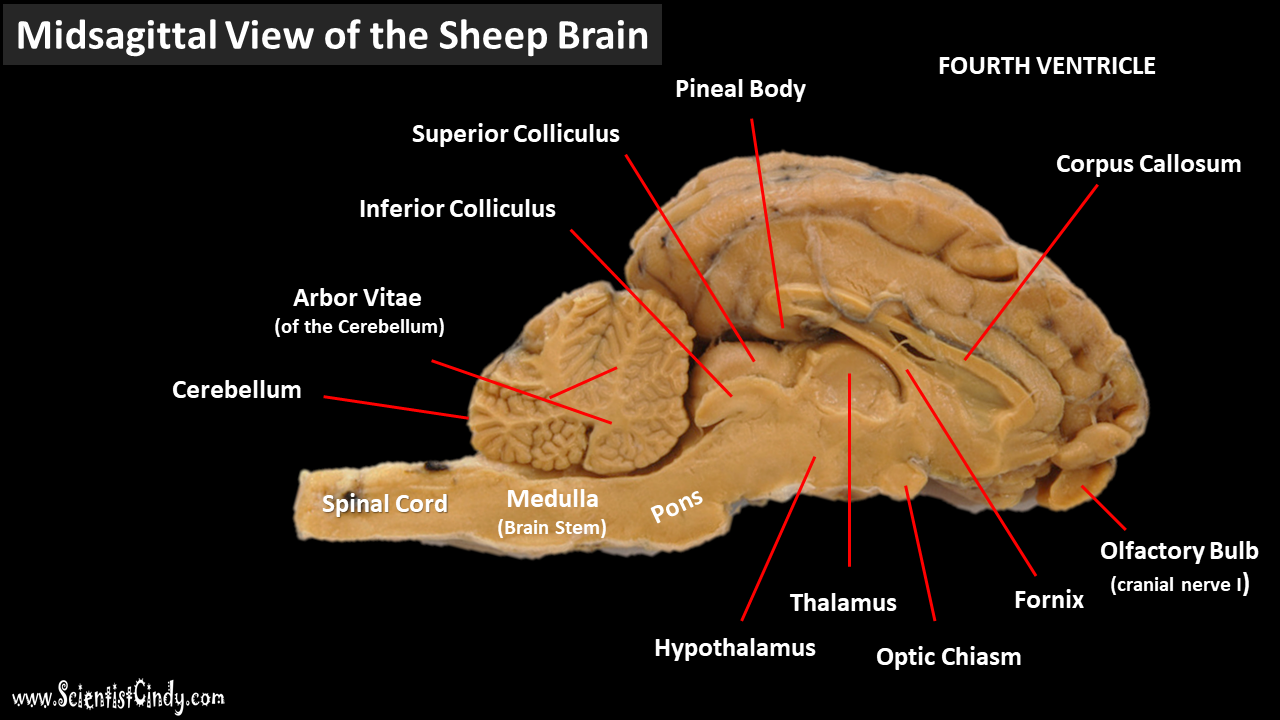 Midsagittal View of the Sheep Brain
FOURTH VENTRICLE
Pineal Body
Superior Colliculus
Corpus Callosum
Inferior Colliculus
Arbor Vitae
(of the Cerebellum)
Cerebellum
Spinal Cord
Medulla
(Brain Stem)
Pons
Olfactory Bulb
(cranial nerve I)
Thalamus
Fornix
Hypothalamus
Optic Chiasm
www.ScientistCindy.com